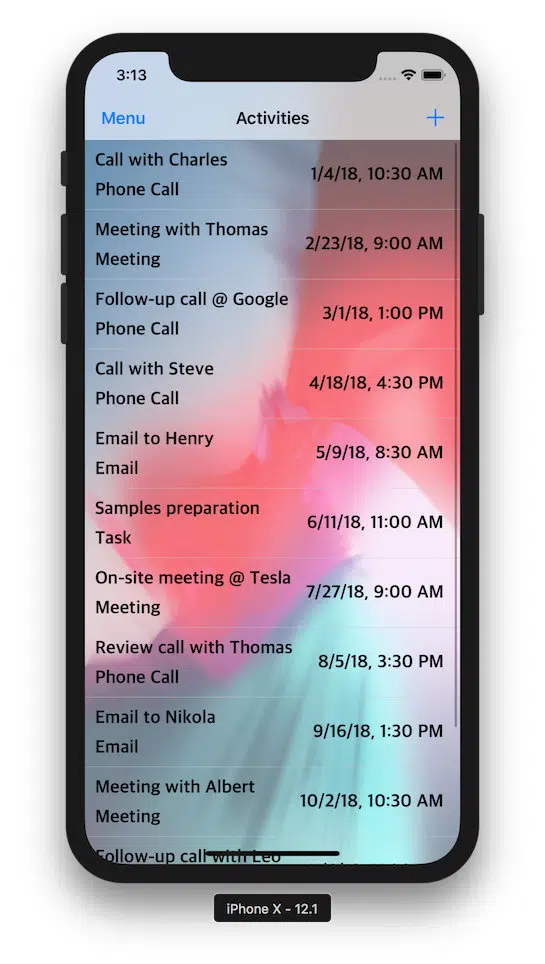 3:13
Menu
Activities
+
Call with Charles
Phone Call
1/4/18, 10:30 AM
Meeting with Thomas
Meeting
2/23/18, 9:00 AM
Follow-up call @ Google
Phone Call
3/1/18, 1:00 PM
Call with Steve
Phone Call
4/18/18, 4:30 PM
Email to Henry
Email
5/9/18, 8:30 AM
Samples preparation
Task
6/11/18, 11:00 AM
On-site meeting @ Tesla
Meeting
7/27/18, 9:00 AM
Review call with Thomas
Phone Call
8/5/18, 3:30 PM
Email to Nikola
Email
9/16/18, 1:30 PM
Meeting with Albert
Meeting
10/2/18, 10:30 AM
Follow-up call with Leo
iPhone X - 12.1